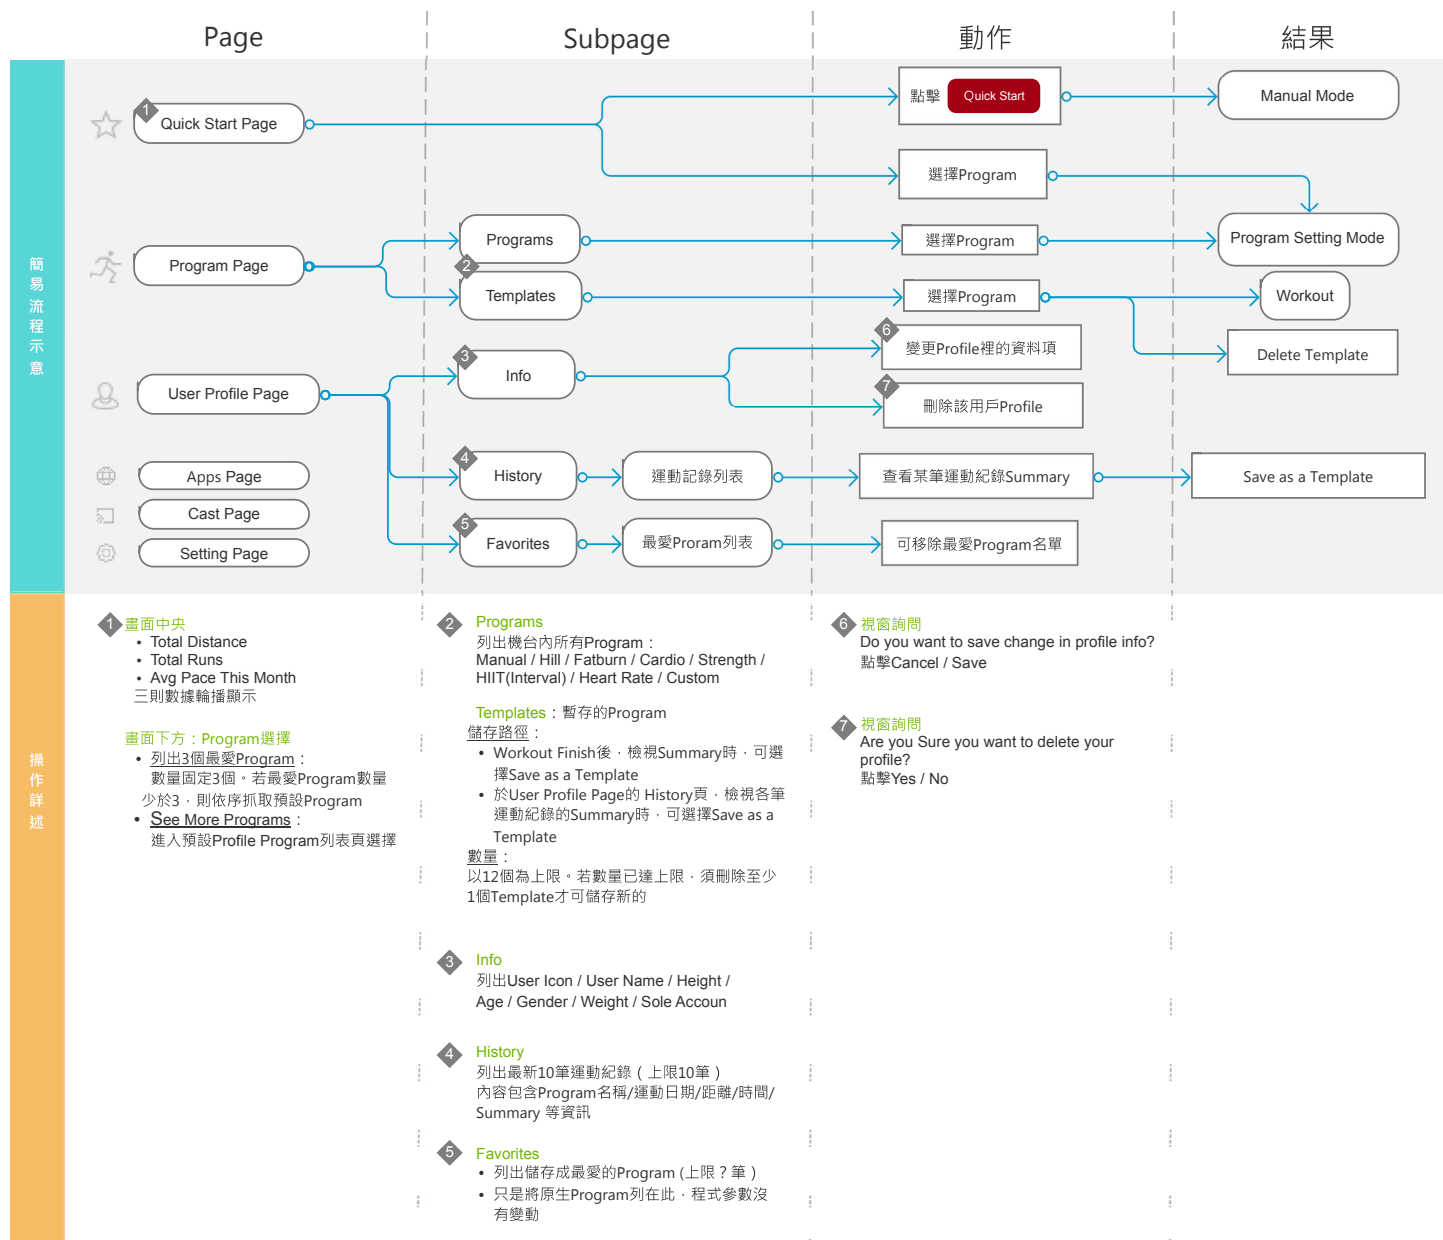 Page
Subpage
動作
結果
簡易流程示意
1
Quick Start Page
點擊 Quick Start
Manual Mode
選擇Program
Program Page
Programs
選擇Program
Program Setting Mode
2
Templates
選擇Program
Workout
Delete Template
User Profile Page
3
Info
6
變更Profile裡的資料項
7
刪除該用戶Profile
4
History
運動記錄列表
查看某筆運動紀錄Summary
Save as a Template
5
Favorites
最愛Proram列表
可移除最愛Program名單
Apps Page
Cast Page
Setting Page
操作詳述
1 畫面中央
• Total Distance
• Total Runs
• Avg Pace This Month
三則數據輪播顯示
畫面下方：Program選擇
• 列出3個最愛Program：
數量固定3個。若最愛Program數量
少於3，則依序抓取預設Program
• See More Programs：
進入預設Profile Program列表頁選擇
2 Programs
列出機台內所有Program：
Manual / Hill / Fatburn / Cardio / Strength /
HIIT(Interval) / Heart Rate / Custom
Templates：暫存的Program
儲存路徑：
• Workout Finish後，檢視Summary時，可選
擇Save as a Template
• 於User Profile Page的 History頁，檢視各筆
運動紀錄的Summary時，可選擇Save as a
Template
數量：
以12個為上限。若數量已達上限，須刪除至少
1個Template才可儲存新的
3 Info
列出User Icon / User Name / Height /
Age / Gender / Weight / Sole Accoun
4 History
列出最新10筆運動紀錄（上限10筆）
內容包含Program名稱/運動日期/距離/時間/
Summary 等資訊
5 Favorites
• 列出儲存成最愛的Program (上限？筆）
• 只是將原生Program列在此，程式參數沒
有變動
6 視窗詢問
Do you want to save change in profile info?
點擊Cancel / Save
7 視窗詢問
Are you Sure you want to delete your
profile?
點擊Yes / No